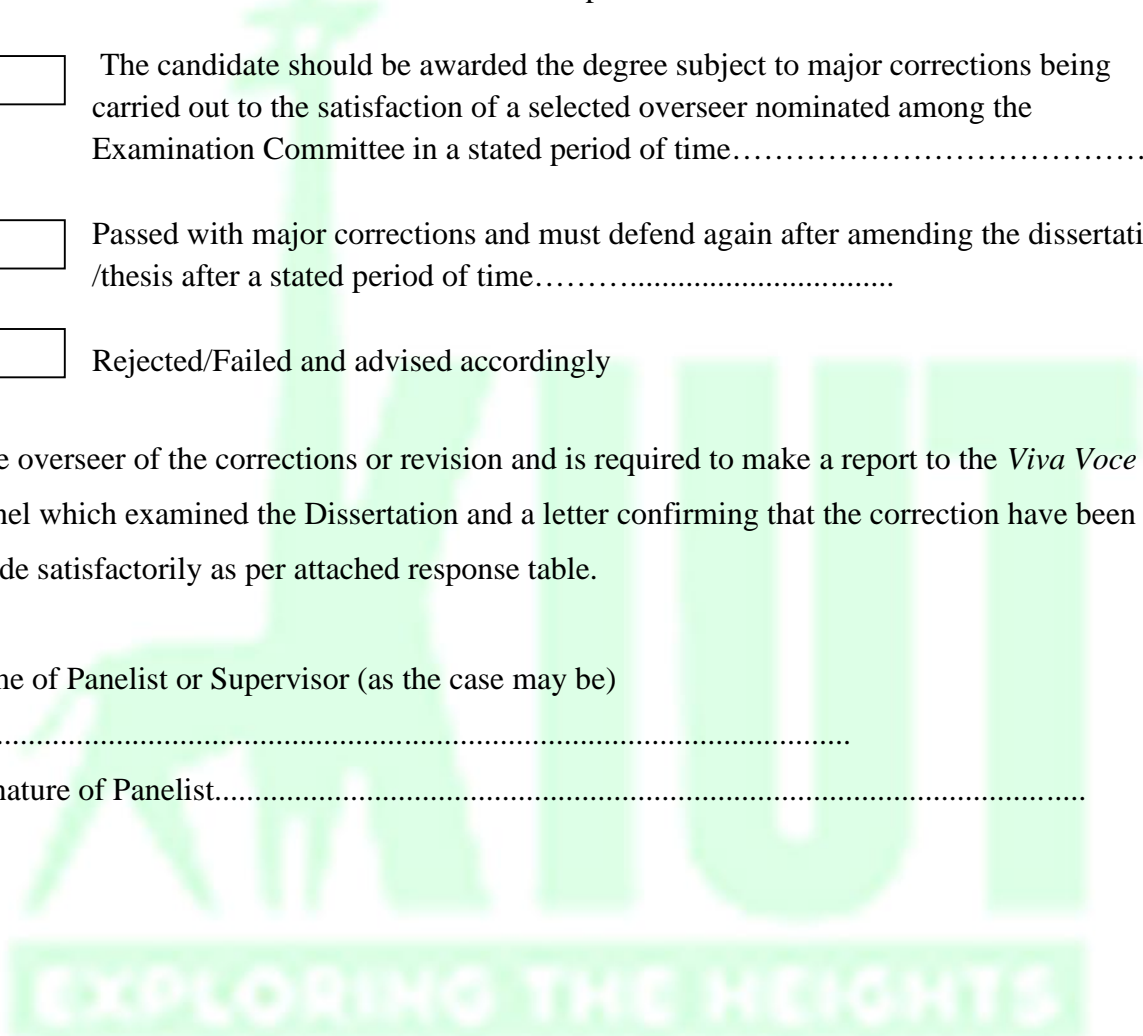 The candidate should be awarded the degree subject to major corrections being
carried out to the satisfaction of a selected overseer nominated among the
Examination Committee in a stated period of time…………………………………
Passed with major corrections and must defend again after amending the dissertati
/thesis after a stated period of time………..................................
Rejected/Failed and advised accordingly
e overseer of the corrections or revision and is required to make a report to the Viva Voce
nel which examined the Dissertation and a letter confirming that the correction have been
de satisfactorily as per attached response table.
ne of Panelist or Supervisor (as the case may be)
............................................................................................................
nature of Panelist.............................................................................................................
KIUT
EXPLORING THE HEIGHTS